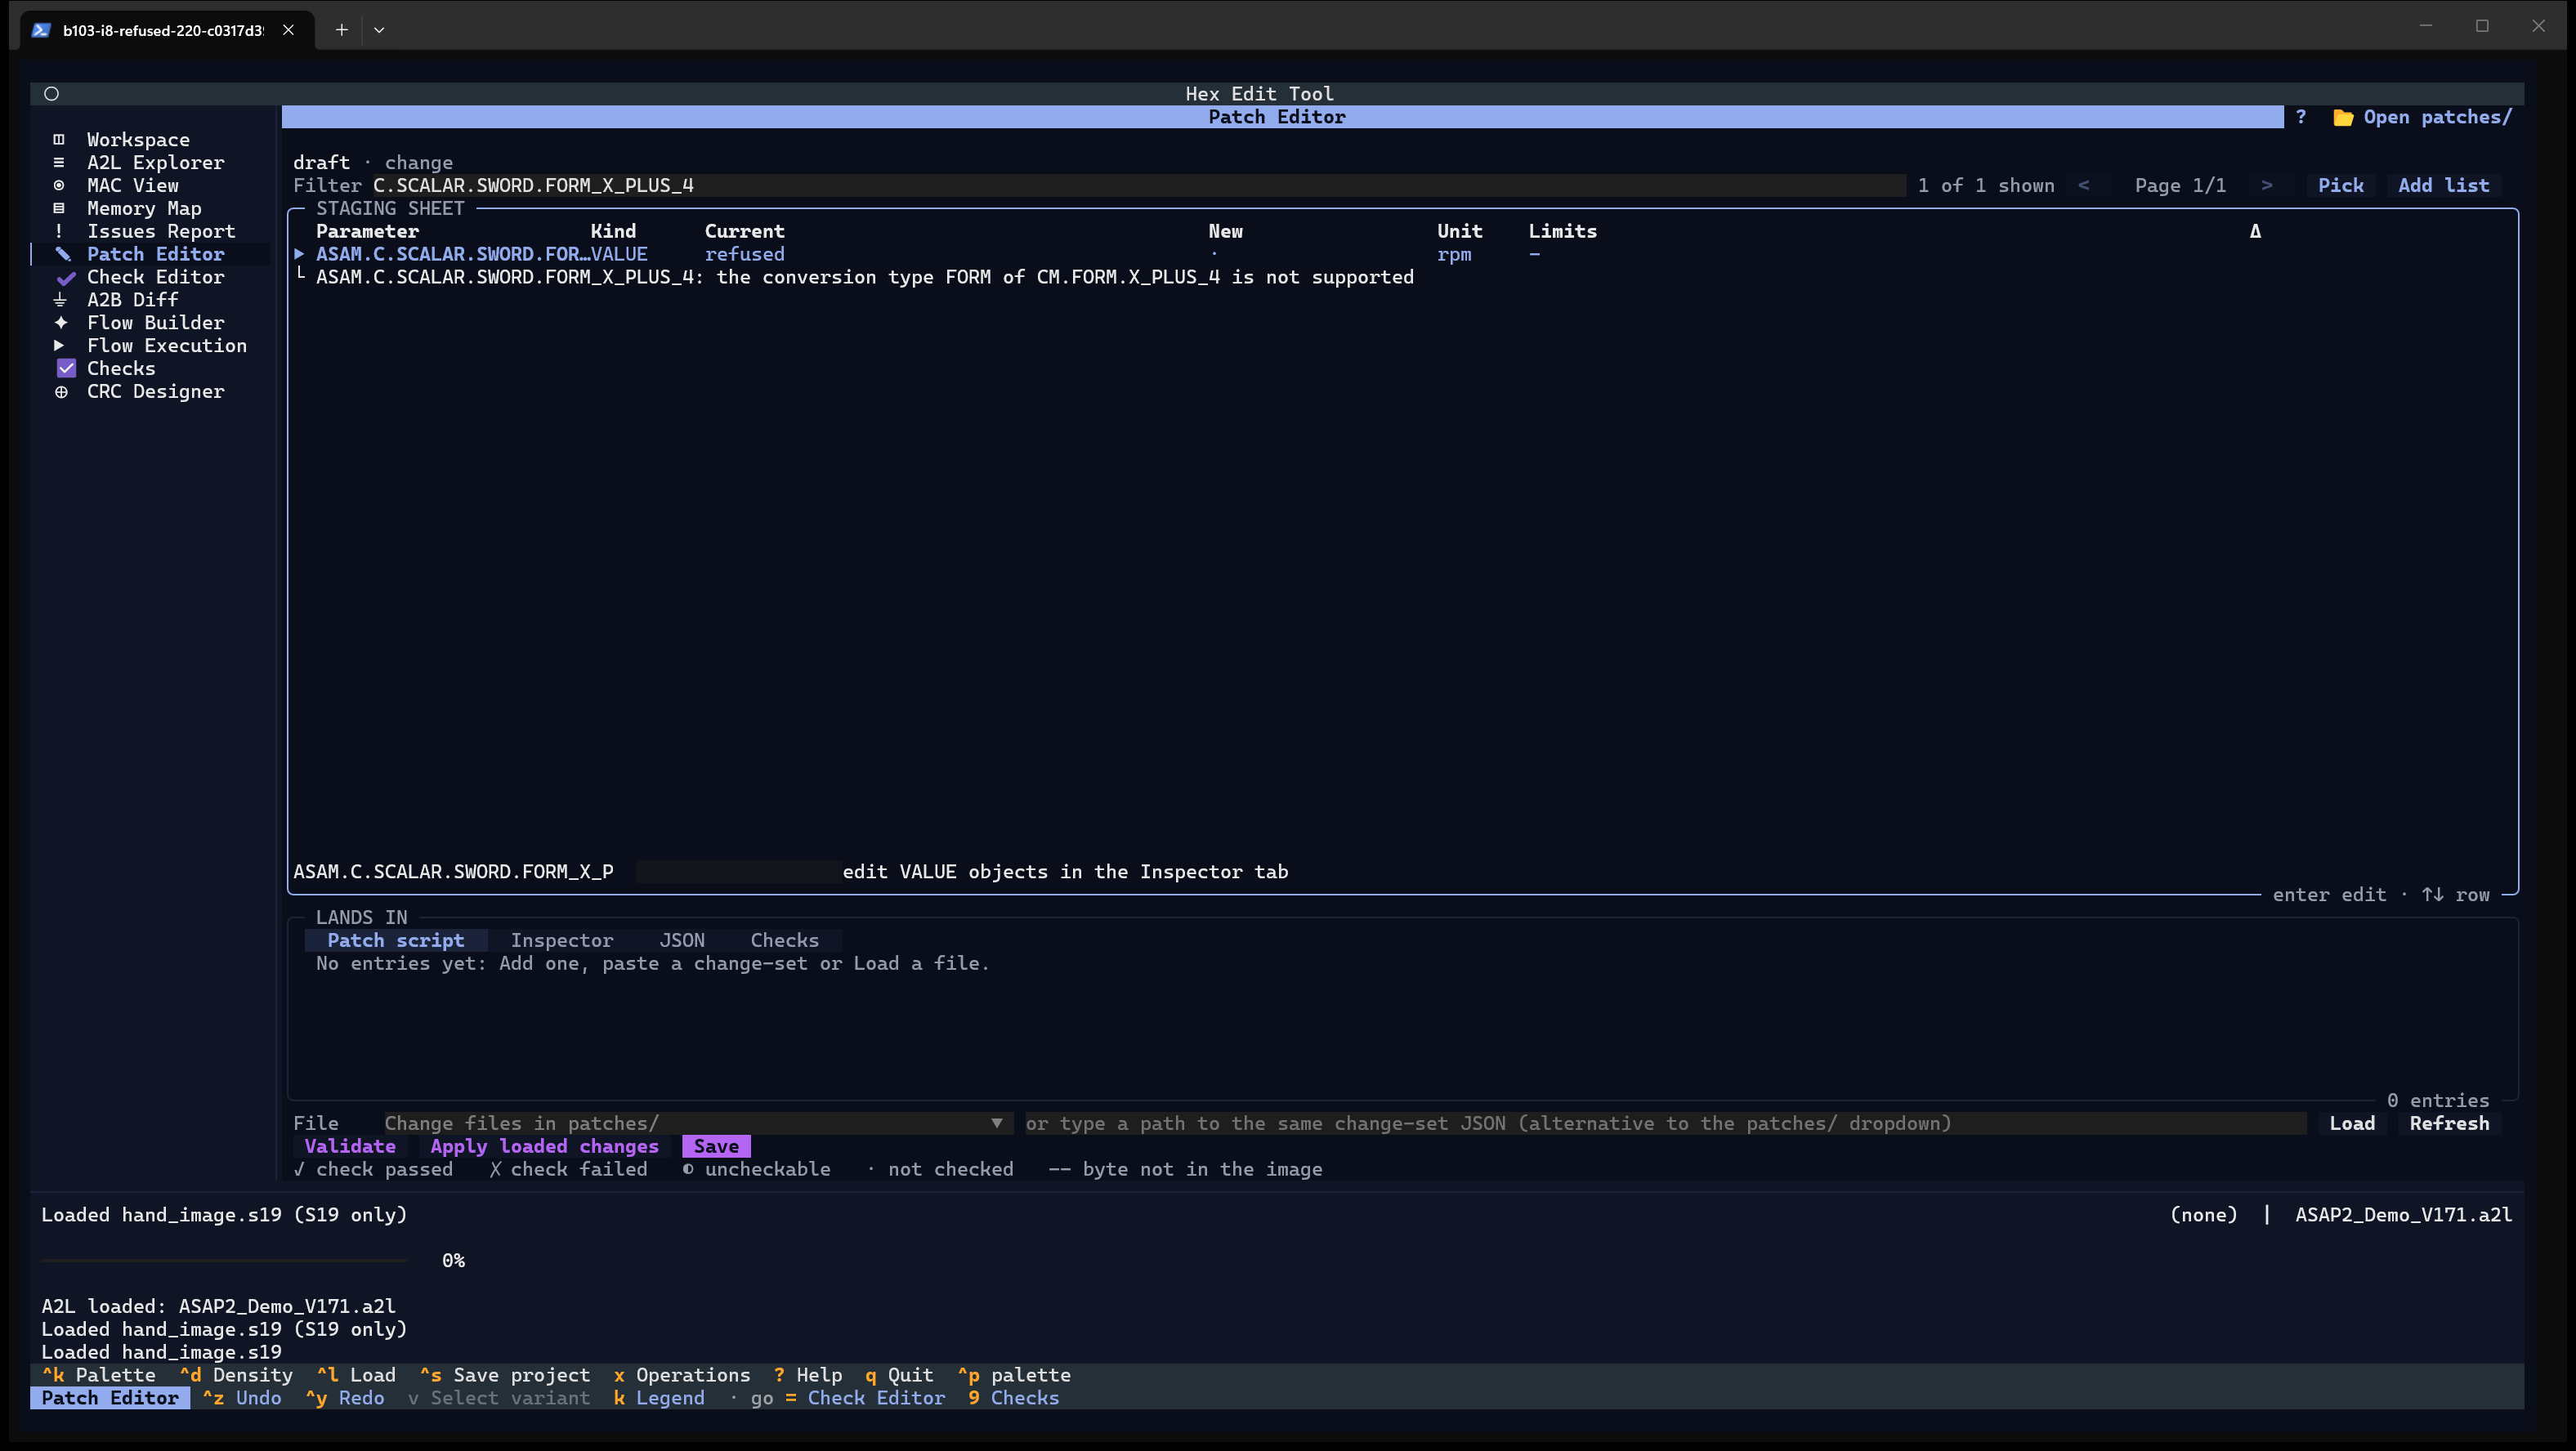 b103-i8-refused-220-c0317d3
Hex Edit Tool
Patch Editor ? Open patches/
Workspace
A2L Explorer
MAC View
Memory Map
Issues Report
Patch Editor
Check Editor
A2B Diff
Flow Builder
Flow Execution
Checks
CRC Designer
draft · change
Filter C.SCALAR.SWORD.FORM_X_PLUS_4 1 of 1 shown < Page 1/1 > Pick Add list
STAGING SHEET
Parameter Kind Current New Unit Limits Δ
▶ ASAM.C.SCALAR.SWORD.FOR…VALUE refused · rpm –
└ ASAM.C.SCALAR.SWORD.FORM_X_PLUS_4: the conversion type FORM of CM.FORM.X_PLUS_4 is not supported
ASAM.C.SCALAR.SWORD.FORM_X_P edit VALUE objects in the Inspector tab
enter edit · ↑↓ row
LANDS IN
Patch script Inspector JSON Checks
No entries yet: Add one, paste a change-set or Load a file.
0 entries
File Change files in patches/ ▼ or type a path to the same change-set JSON (alternative to the patches/ dropdown) Load Refresh
Validate Apply loaded changes Save
√ check passed ╳ check failed ◐ uncheckable · not checked -- byte not in the image
Loaded hand_image.s19 (S19 only) (none) | ASAP2_Demo_V171.a2l
0%
A2L loaded: ASAP2_Demo_V171.a2l
Loaded hand_image.s19 (S19 only)
Loaded hand_image.s19
^k Palette ^d Density ^l Load ^s Save project x Operations ? Help q Quit ^p palette
Patch Editor ^z Undo ^y Redo v Select variant k Legend · go = Check Editor 9 Checks